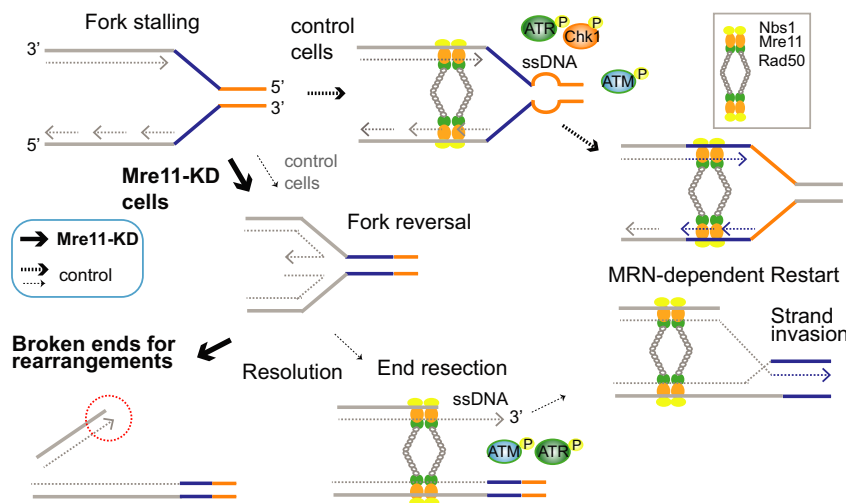 Fork stalling
3'
5'
3'
5'
control
cells
ATR
P
Chk1
P
ssDNA
ATM
P
Nbs1
Mre11
Rad50
Mre11-KD
cells
control
cells
Mre11-KD
control
Fork reversal
MRN-dependent Restart
Strand
invasion
Broken ends for
rearrangements
Resolution
End resection
ssDNA
3'
ATM
P
ATR
P